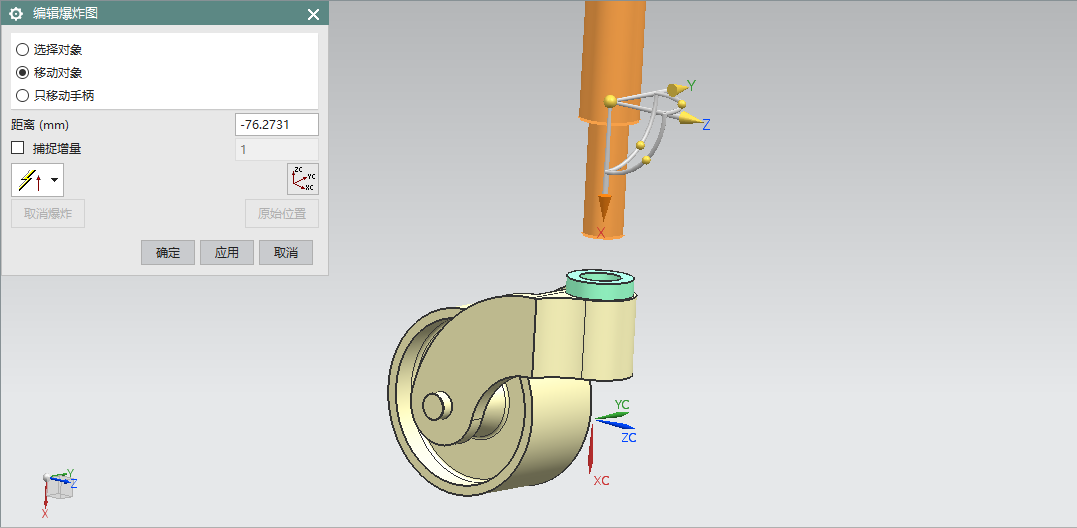 编辑爆炸图
选择对象
移动对象
只移动手柄
距离 (mm)
-76.2731
捕捉增量
1
ZC
YC
XC
取消爆炸
原始位置
确定
应用
取消
Y
Z
X
YC
ZC
XC
Y
Z
X